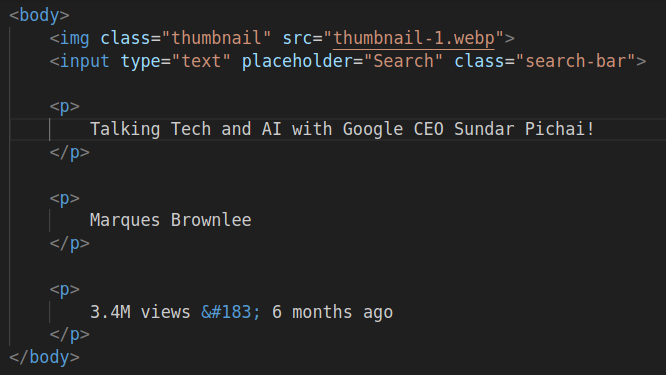 <body>
<img class="thumbnail" src="thumbnail-1.webp">
<input type="text" placeholder="Search" class="search-bar">
<p>
Talking Tech and AI with Google CEO Sundar Pichai!
</p>
<p>
Marques Brownlee
</p>
<p>
3.4M views &#183; 6 months ago
</p>
</body>